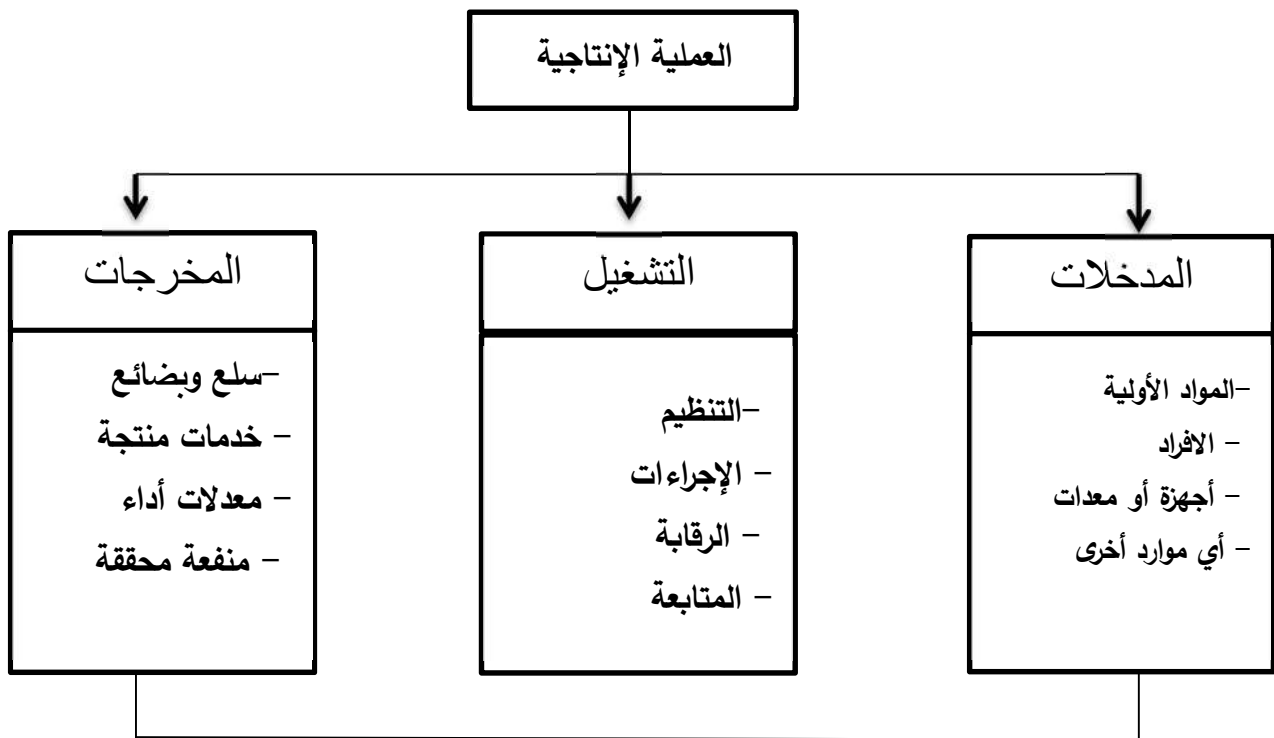 العملية الإنتاجية
المدخلات
-المواد الأولية
- الافراد
- أجهزة أو معدات
- أي موارد أخرى
التشغيل
-التنظيم
- الإجراءات
- الرقابة
- المتابعة
المخرجات
-سلع وبضائع
- خدمات منتجة
- معدلات أداء
- منفعة محققة